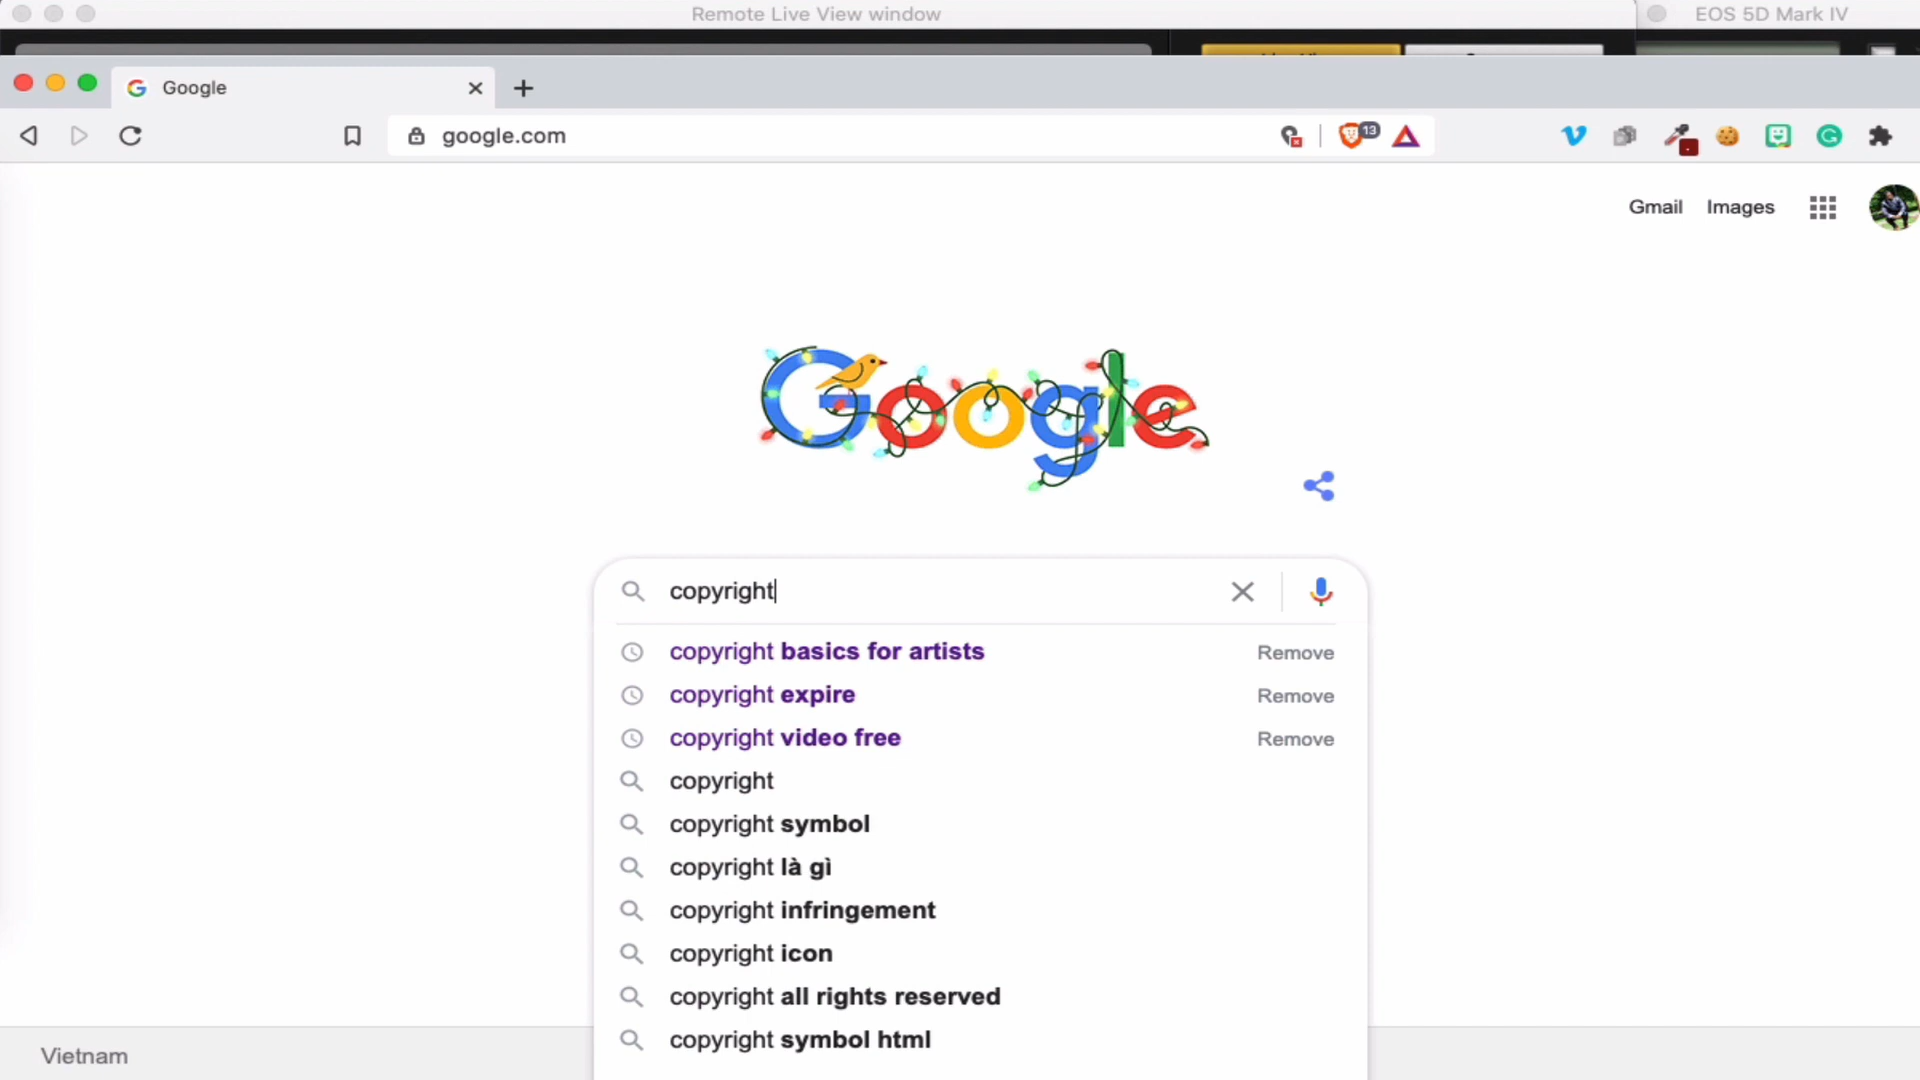 Remote Live View window
EOS 5D Mark IV
Google
google.com
13
Gmail
Images
Google
copyright
copyright basics for artists
Remove
copyright expire
Remove
copyright video free
Remove
copyright
copyright symbol
copyright là gì
copyright infringement
copyright icon
copyright all rights reserved
copyright symbol html
Vietnam